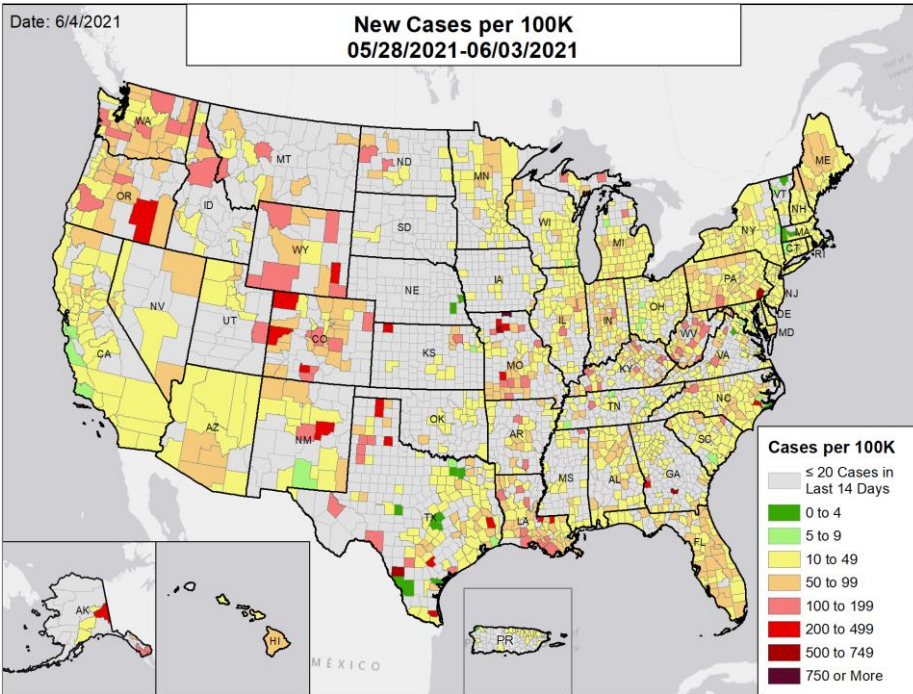 Date: 6/4/2021
New Cases per 100K
05/28/2021-06/03/2021
WA
MT
ND
MN
ME
OR
ID
WY
SD
WI
MI
VT
NH
NY
MA
CT
RI
NV
UT
CO
NE
IA
IL
IN
OH
PA
NJ
DE
MD
CA
KS
MO
KY
WV
VA
AZ
NM
OK
AR
TN
NC
SC
TX
LA
MS
AL
GA
FL
AK
HI
PR
MÉXICO
Cases per 100K
≤ 20 Cases in
Last 14 Days
0 to 4
5 to 9
10 to 49
50 to 99
100 to 199
200 to 499
500 to 749
750 or More